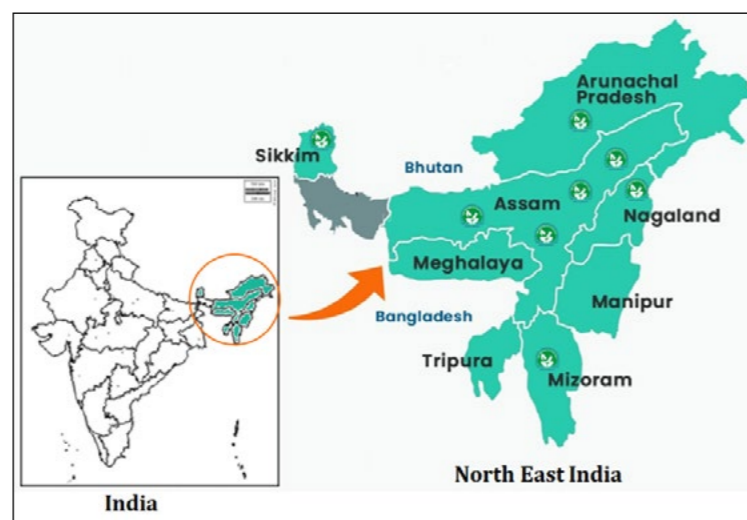 Arunachal
Pradesh
Sikkim
Bhutan
Assam
Nagaland
Meghalaya
Manipur
Bangladesh
Tripura
Mizoram
North East India
India